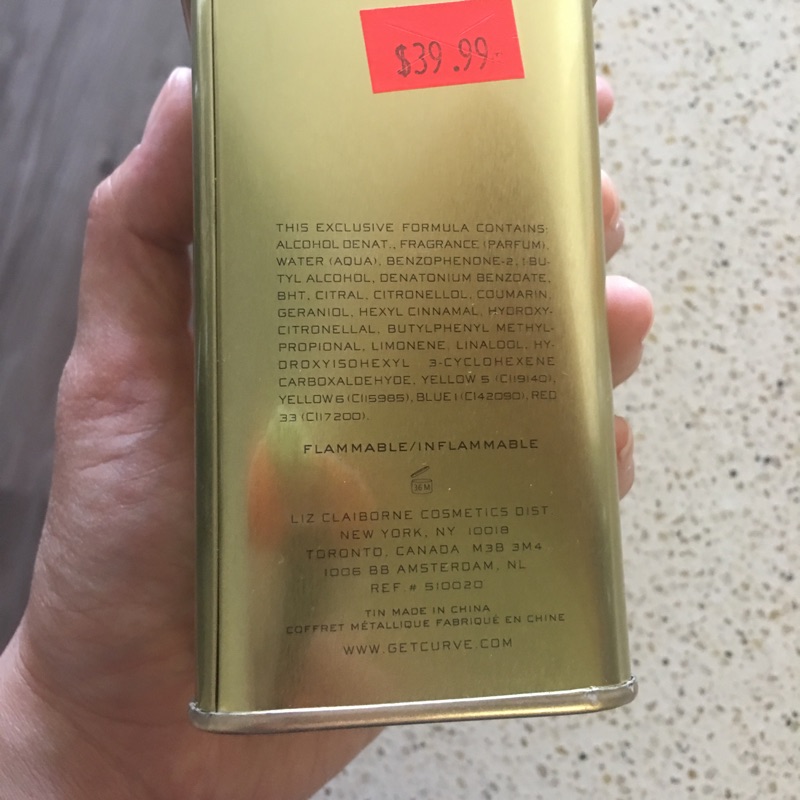 $39.99
THIS EXCLUSIVE FORMULA CONTAINS:
ALCOHOL DENAT., FRAGRANCE (PARFUM),
WATER (AQUA), BENZOPHENONE-2, TBU-
TYL ALCOHOL, DENATONIUM BENZOATE,
BHT, CITRAL, CITRONELLOL, COUMARIN,
GERANIOL, HEXYL CINNAMAL, HYDROXY-
CITRONELLAL, BUTYLPHENYL METHYL-
PROPIONAL, LIMONENE, LINALOOL, HY-
DROXYISOHEXYL 3-CYCLOHEXENE
CARBOXALDEHYDE, YELLOW 5 (CI19140),
YELLOW 6 (CI15985), BLUE 1 (CI42090), RED
33 (CI17200).
FLAMMABLE/INFLAMMABLE
36 M
LIZ CLAIBORNE COSMETICS DIST
NEW YORK, NY 10018
TORONTO, CANADA M3B 3M4
1006 BB AMSTERDAM, NL
REF. # 510020
TIN MADE IN CHINA
COFFRET MÉTALLIQUE FABRIQUÉ EN CHINE
WWW.GETCURVE.COM